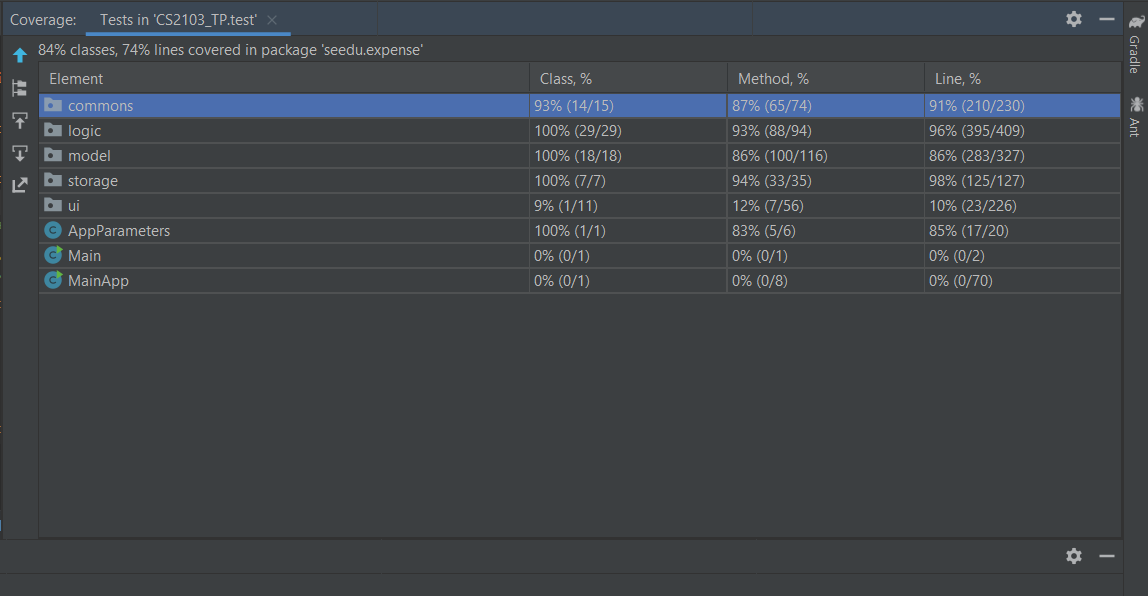 Coverage: Tests in 'CS2103_TP.test'
84% classes, 74% lines covered in package 'seedu.expense'
Element Class, % Method, % Line, %
commons 93% (14/15) 87% (65/74) 91% (210/230)
logic 100% (29/29) 93% (88/94) 96% (395/409)
model 100% (18/18) 86% (100/116) 86% (283/327)
storage 100% (7/7) 94% (33/35) 98% (125/127)
ui 9% (1/11) 12% (7/56) 10% (23/226)
C AppParameters 100% (1/1) 83% (5/6) 85% (17/20)
C Main 0% (0/1) 0% (0/1) 0% (0/2)
C MainApp 0% (0/1) 0% (0/8) 0% (0/70)
Gradle
Ant